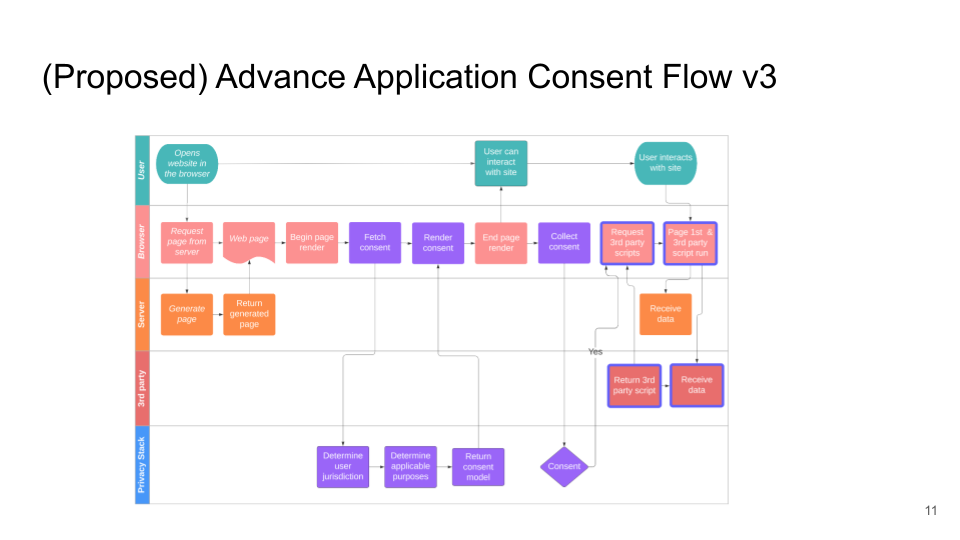 (Proposed) Advance Application Consent Flow v3
User
Opens
website in
the browser
User can
interact
with site
User interacts
with site
Browser
Request
page from
server
Web page
Begin page
render
Fetch
consent
Render
consent
End page
render
Collect
consent
Request
3rd party
scripts
Page 1st &
3rd party
script run
Server
Generate
page
Return
generated
page
Receive
data
Yes
3rd party
Return 3rd
party script
Receive
data
Privacy Stack
Determine
user
jurisdiction
Determine
applicable
purposes
Return
consent
model
Consent
11